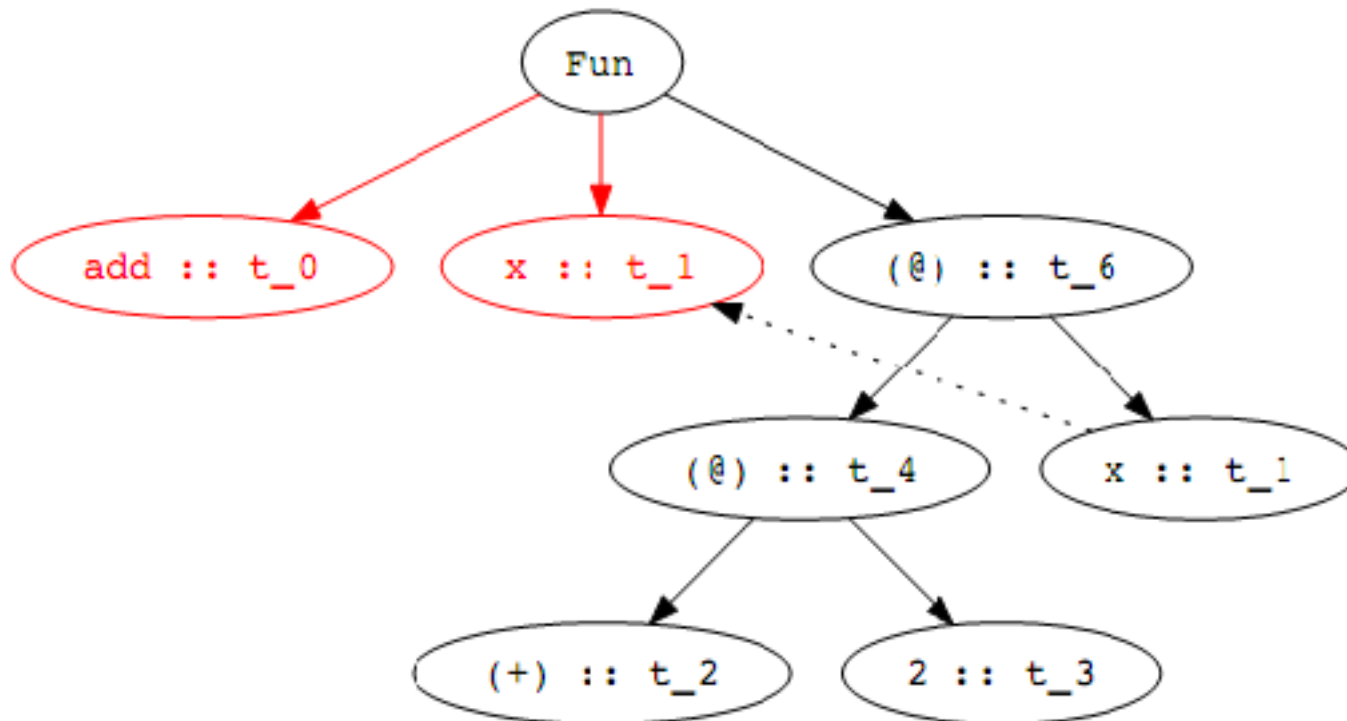 Fun
add :: t_0
x :: t_1
(@) :: t_6
(@) :: t_4
x :: t_1
(+) :: t_2
2 :: t_3